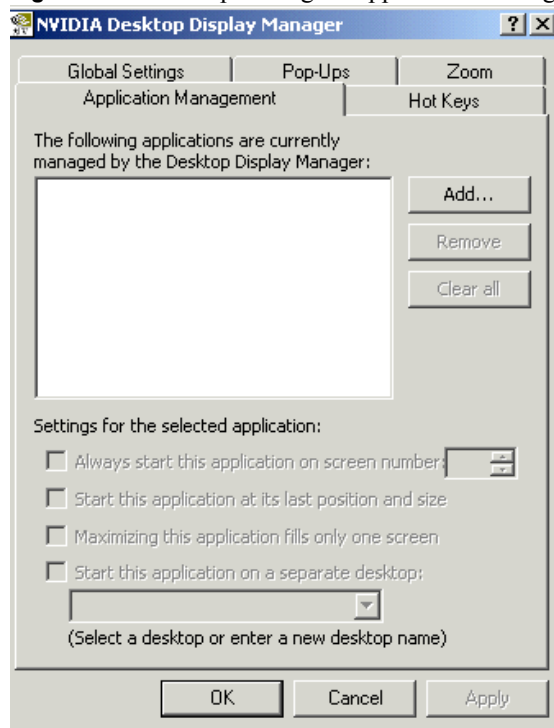 NVIDIA Desktop Display Manager
Global Settings Pop-Ups Zoom
Application Management Hot Keys
The following applications are currently
managed by the Desktop Display Manager:
Add...
Remove
Clear all
Settings for the selected application:
Always start this application on screen number:
Start this application at its last position and size
Maximizing this application fills only one screen
Start this application on a separate desktop:
(Select a desktop or enter a new desktop name)
OK Cancel Apply